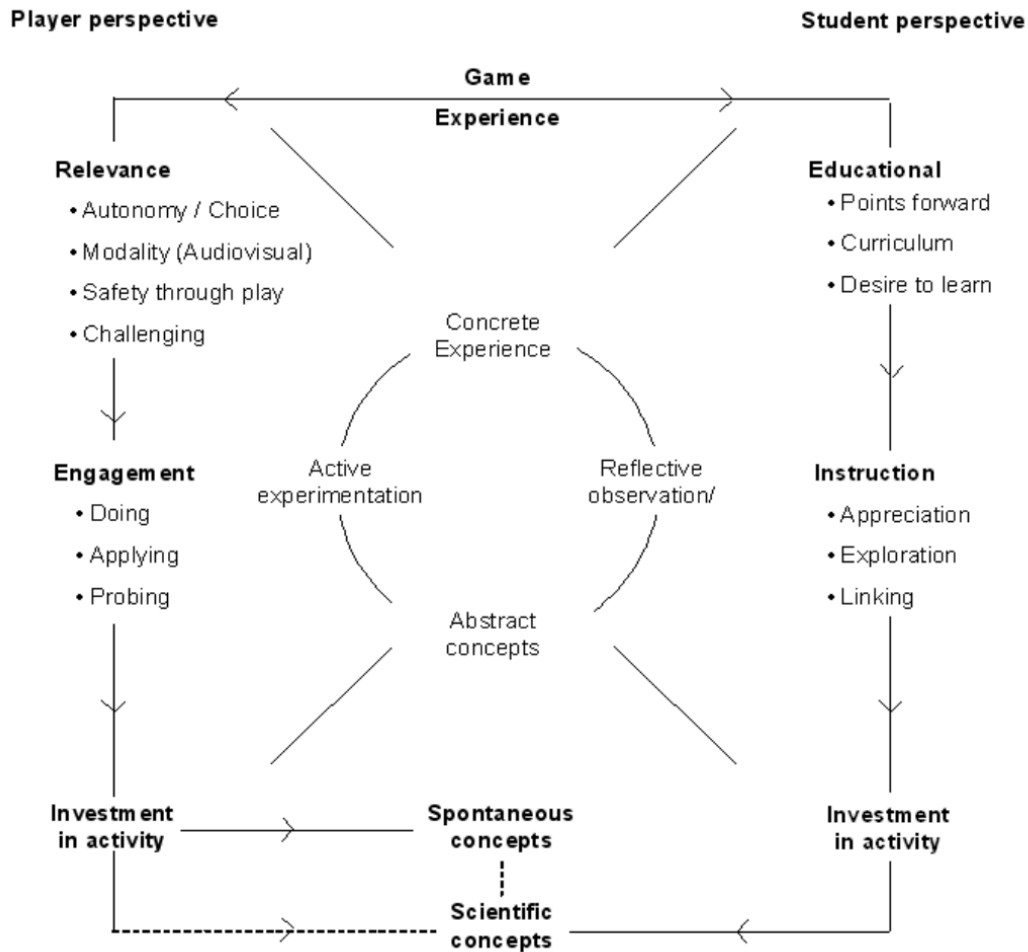 Player perspective
Student perspective
Game
Experience
Relevance
• Autonomy / Choice
• Modality (Audiovisual)
• Safety through play
• Challenging
Educational
• Points forward
• Curriculum
• Desire to learn
Concrete
Experience
Active
experimentation
Reflective
observation/
Abstract
concepts
Engagement
• Doing
• Applying
• Probing
Instruction
• Appreciation
• Exploration
• Linking
Investment
in activity
Spontaneous
concepts
Investment
in activity
Scientific
concepts